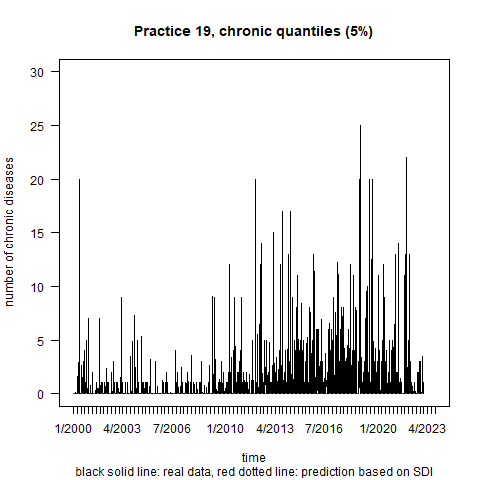 Practice 19, chronic quantiles (5%)
number of chronic diseases
30
25
20
15
10
5
0
1/2000 4/2003 7/2006 1/2010 4/2013 7/2016 1/2020 4/2023
time
black solid line: real data, red dotted line: prediction based on SDI